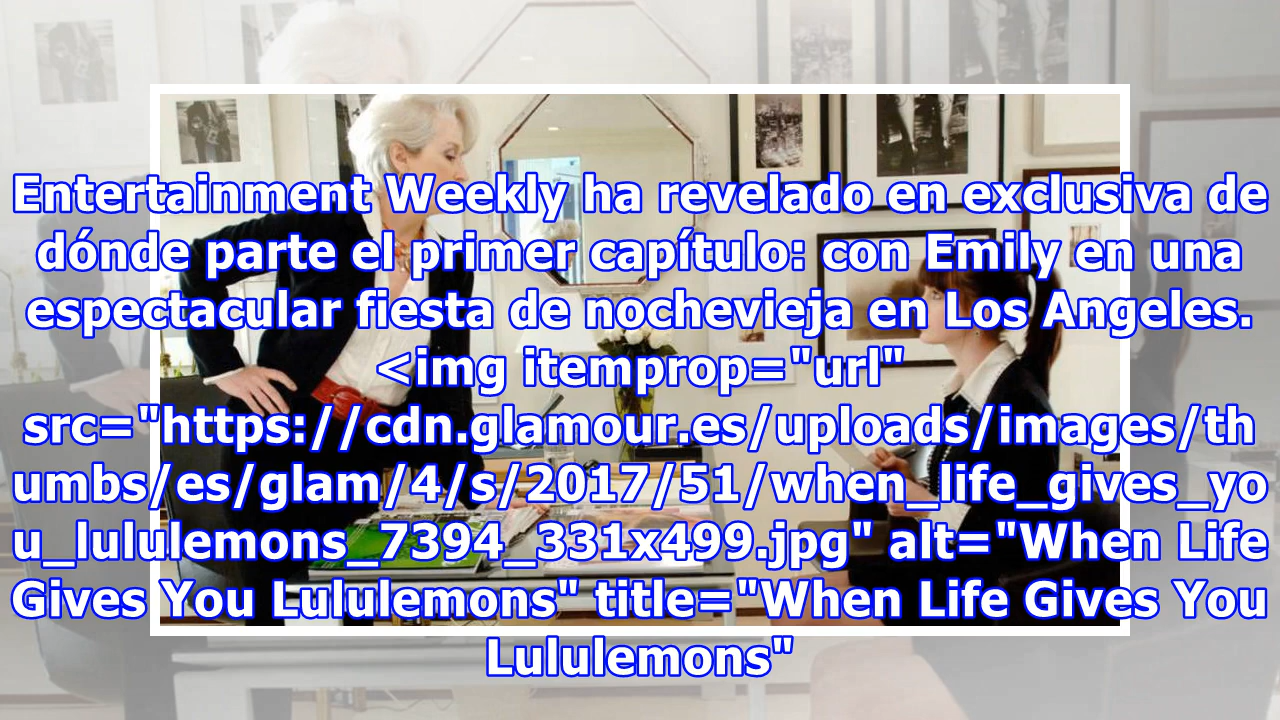 Entertainment Weekly ha revelado en exclusiva de
dónde parte el primer capítulo: con Emily en una
espectacular fiesta de nochevieja en Los Angeles.
<img itemprop="url"
src="https://cdn.glamour.es/uploads/images/th
umbs/es/glam/4/s/2017/51/when_life_gives_yo
u_lululemons_7394_331x499.jpg" alt="When Life
Gives You Lululemons" title="When Life Gives You
Lululemons"